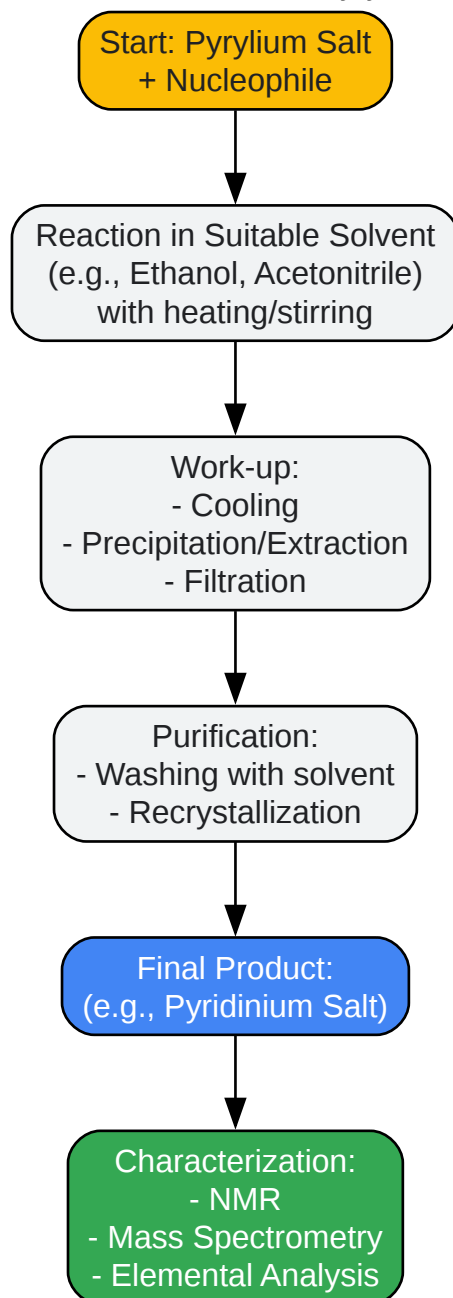 Start: Pyrylium Salt
+ Nucleophile
Reaction in Suitable Solvent
(e.g., Ethanol, Acetonitrile)
with heating/stirring
Work-up:
- Cooling
- Precipitation/Extraction
- Filtration
Purification:
- Washing with solvent
- Recrystallization
Final Product:
(e.g., Pyridinium Salt)
Characterization:
- NMR
- Mass Spectrometry
- Elemental Analysis